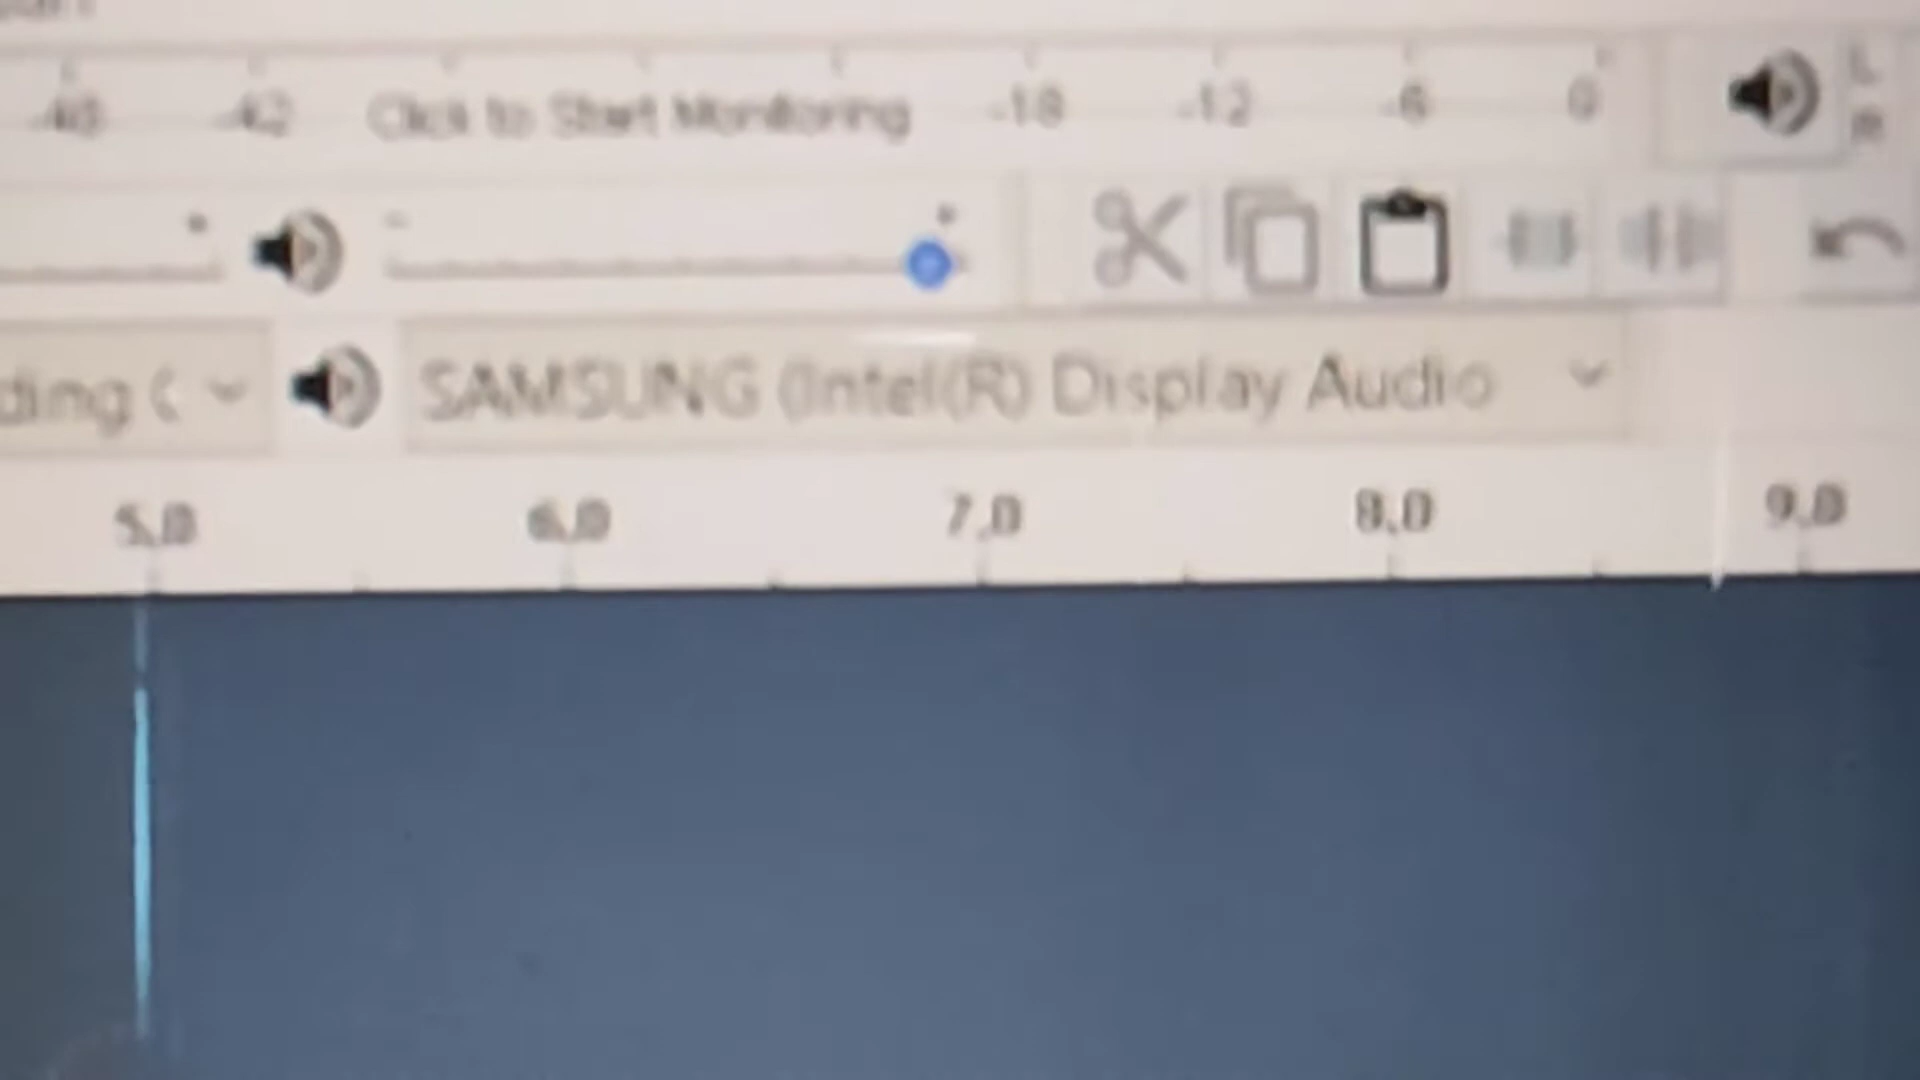 -48 -42 Click to Start Monitoring -18 -12 -6 0 L
R
- +
ding ( SAMSUNG (Intel(R) Display Audio
5,0 6,0 7,0 8,0 9,0